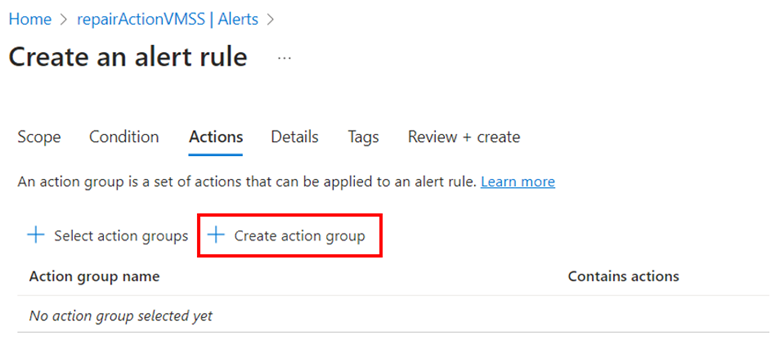 Home > repairActionVMSS | Alerts >
Create an alert rule ...
Scope Condition Actions Details Tags Review + create
An action group is a set of actions that can be applied to an alert rule. Learn more
+ Select action groups + Create action group
Action group name Contains actions
No action group selected yet